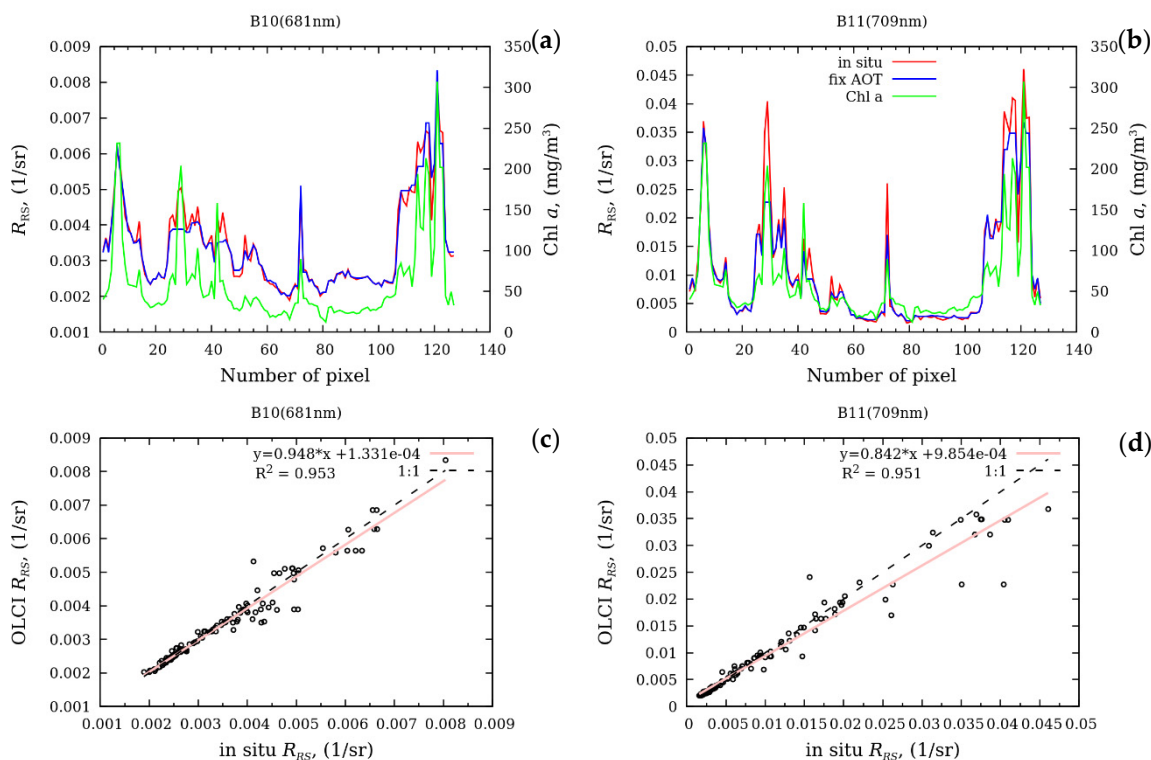 B10(681nm)
(a)
R_RS, (1/sr)
0.009
0.008
0.007
0.006
0.005
0.004
0.003
0.002
0.001
350
300
250
200
150
100
50
0
Chl a, (mg/m³)
0 20 40 60 80 100 120 140
Number of pixel
B11(709nm)
(b)
in situ
fix AOT
Chl a
R_RS, (1/sr)
0.05
0.045
0.04
0.035
0.03
0.025
0.02
0.015
0.01
0.005
0
350
300
250
200
150
100
50
0
Chl a, (mg/m³)
0 20 40 60 80 100 120 140
Number of pixel
B10(681nm)
(c)
y=0.948*x +1.331e-04
R² = 0.953 1:1
OLCI R_RS, (1/sr)
0.009
0.008
0.007
0.006
0.005
0.004
0.003
0.002
0.001
0.001 0.002 0.003 0.004 0.005 0.006 0.007 0.008 0.009
in situ R_RS, (1/sr)
B11(709nm)
(d)
y=0.842*x +9.854e-04
R² = 0.951 1:1
OLCI R_RS, (1/sr)
0.05
0.045
0.04
0.035
0.03
0.025
0.02
0.015
0.01
0.005
0
0 0.005 0.01 0.015 0.02 0.025 0.03 0.035 0.04 0.045 0.05
in situ R_RS, (1/sr)